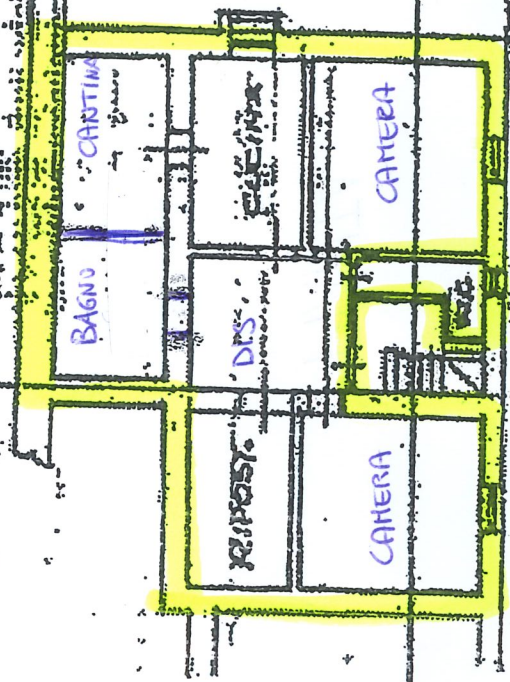 CANTINA
CUCINA
CAMERA
BAGNO
DIS.
W.C.
RIPOST.
CAMERA